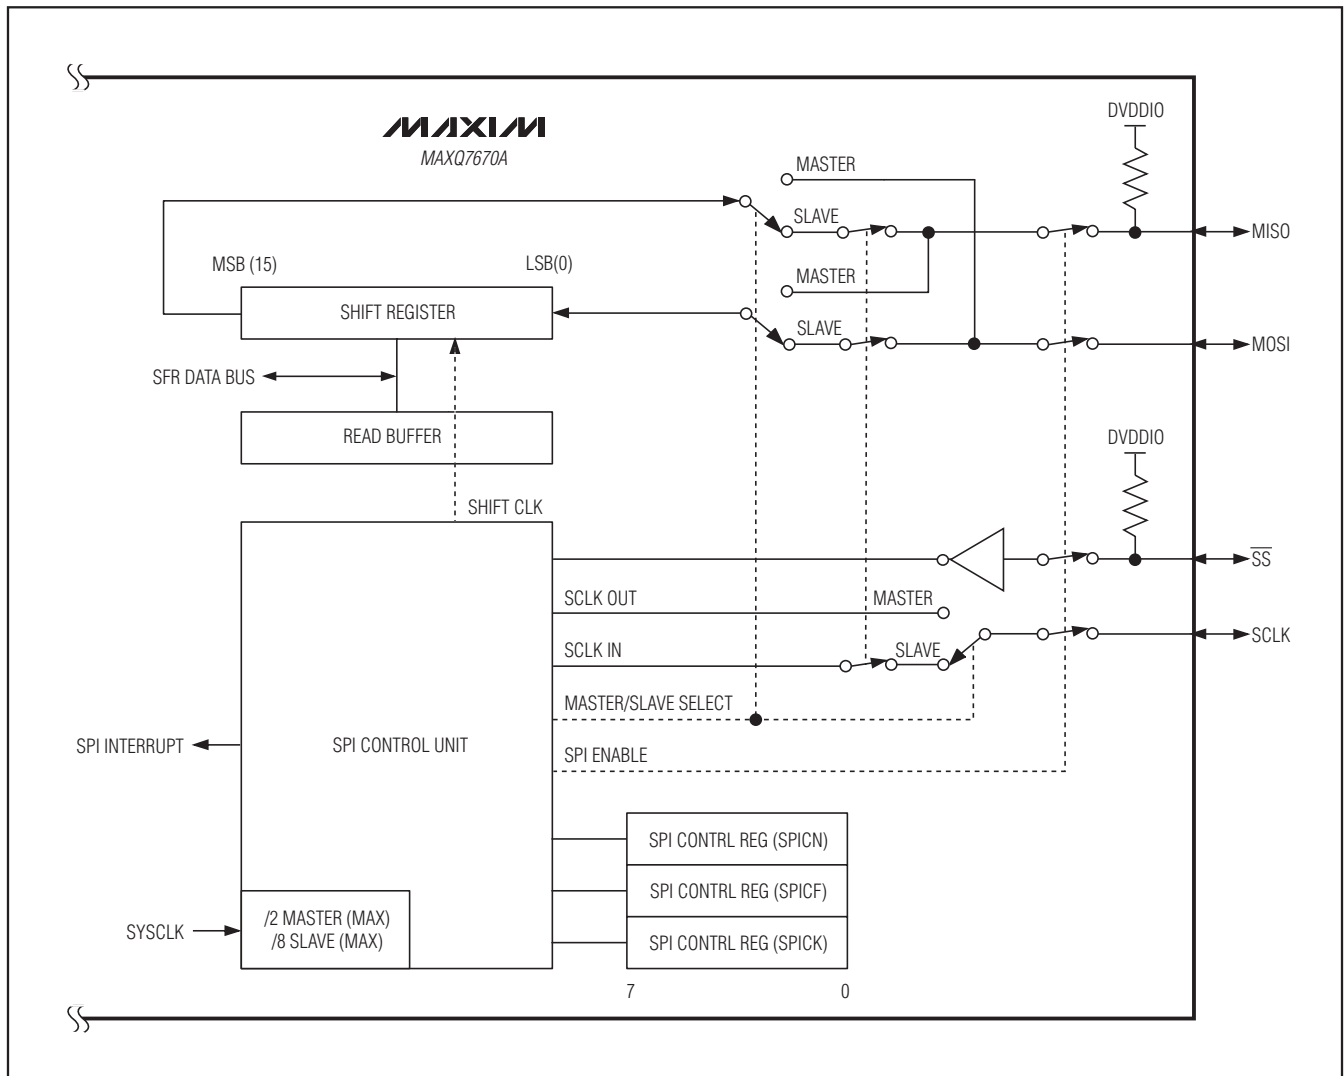 MAXIM
MAXQ7670A
DVDDIO
MASTER
SLAVE
MISO
MSB (15)
LSB(0)
MASTER
SHIFT REGISTER
SLAVE
MOSI
SFR DATA BUS
READ BUFFER
DVDDIO
SHIFT CLK
SS
SCLK OUT
MASTER
SCLK IN
SLAVE
SCLK
MASTER/SLAVE SELECT
SPI INTERRUPT
SPI CONTROL UNIT
SPI ENABLE
SPI CONTRL REG (SPICN)
SPI CONTRL REG (SPICF)
SPI CONTRL REG (SPICK)
SYSCLK
/2 MASTER (MAX)
/8 SLAVE (MAX)
7 0